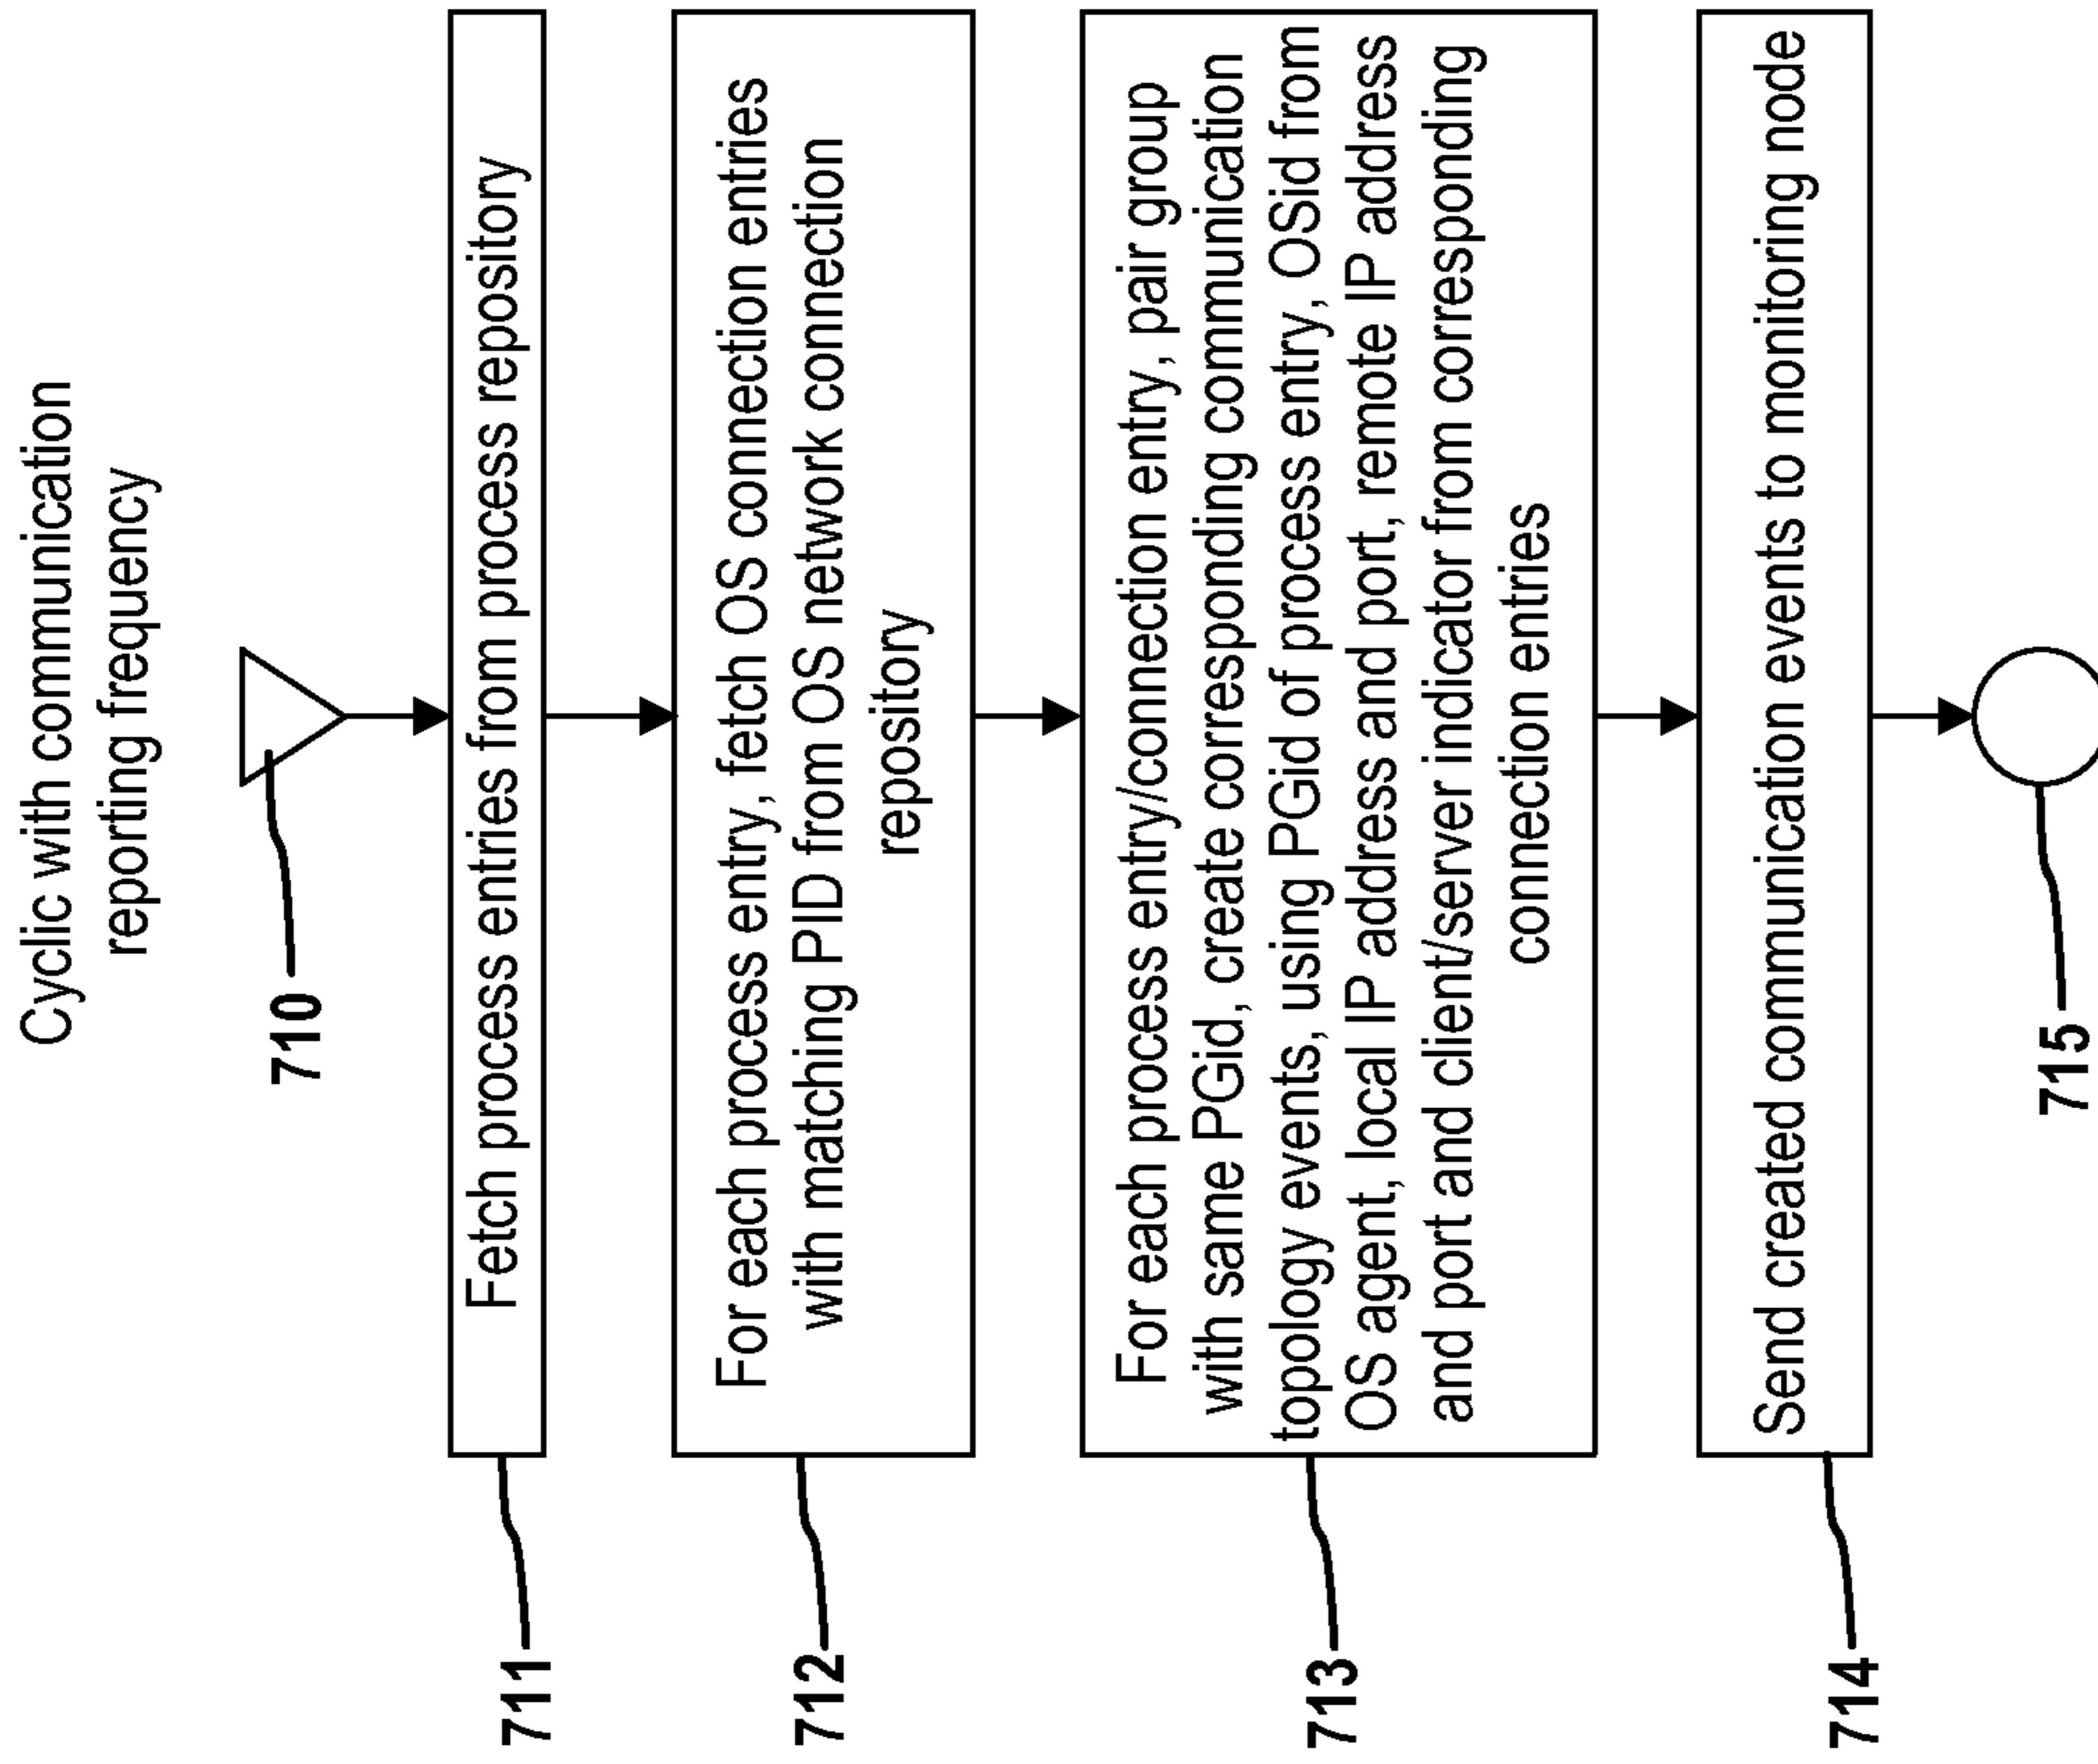 Cyclic with communication
reporting frequency
710
Fetch process entries from process repository
711
For each process entry, fetch OS connection entries
with matching PID from OS network connection
repository
712
For each process entry/connection entry, pair group
with same PGid, create corresponding communication
topology events, using PGid of process entry, OSid from
OS agent, local IP address and port, remote IP address
and port and client/server indicator from corresponding
connection entries
713
Send created communication events to monitoring node
714
715